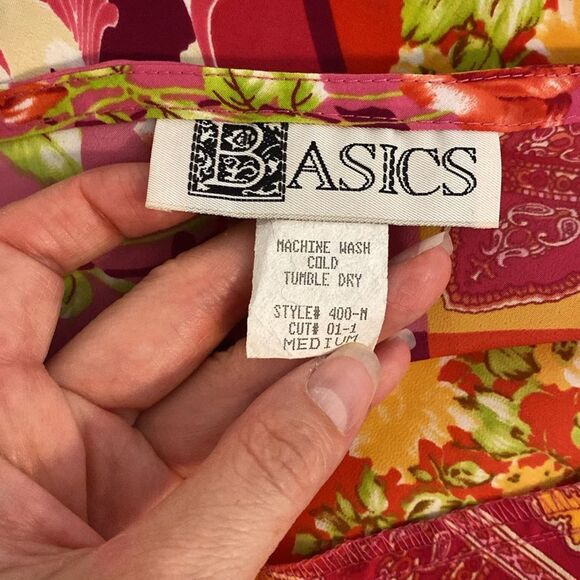 BASICS
MACHINE WASH
COLD
TUMBLE DRY
STYLE# 400-N
CUT# 01-1
MEDIUM